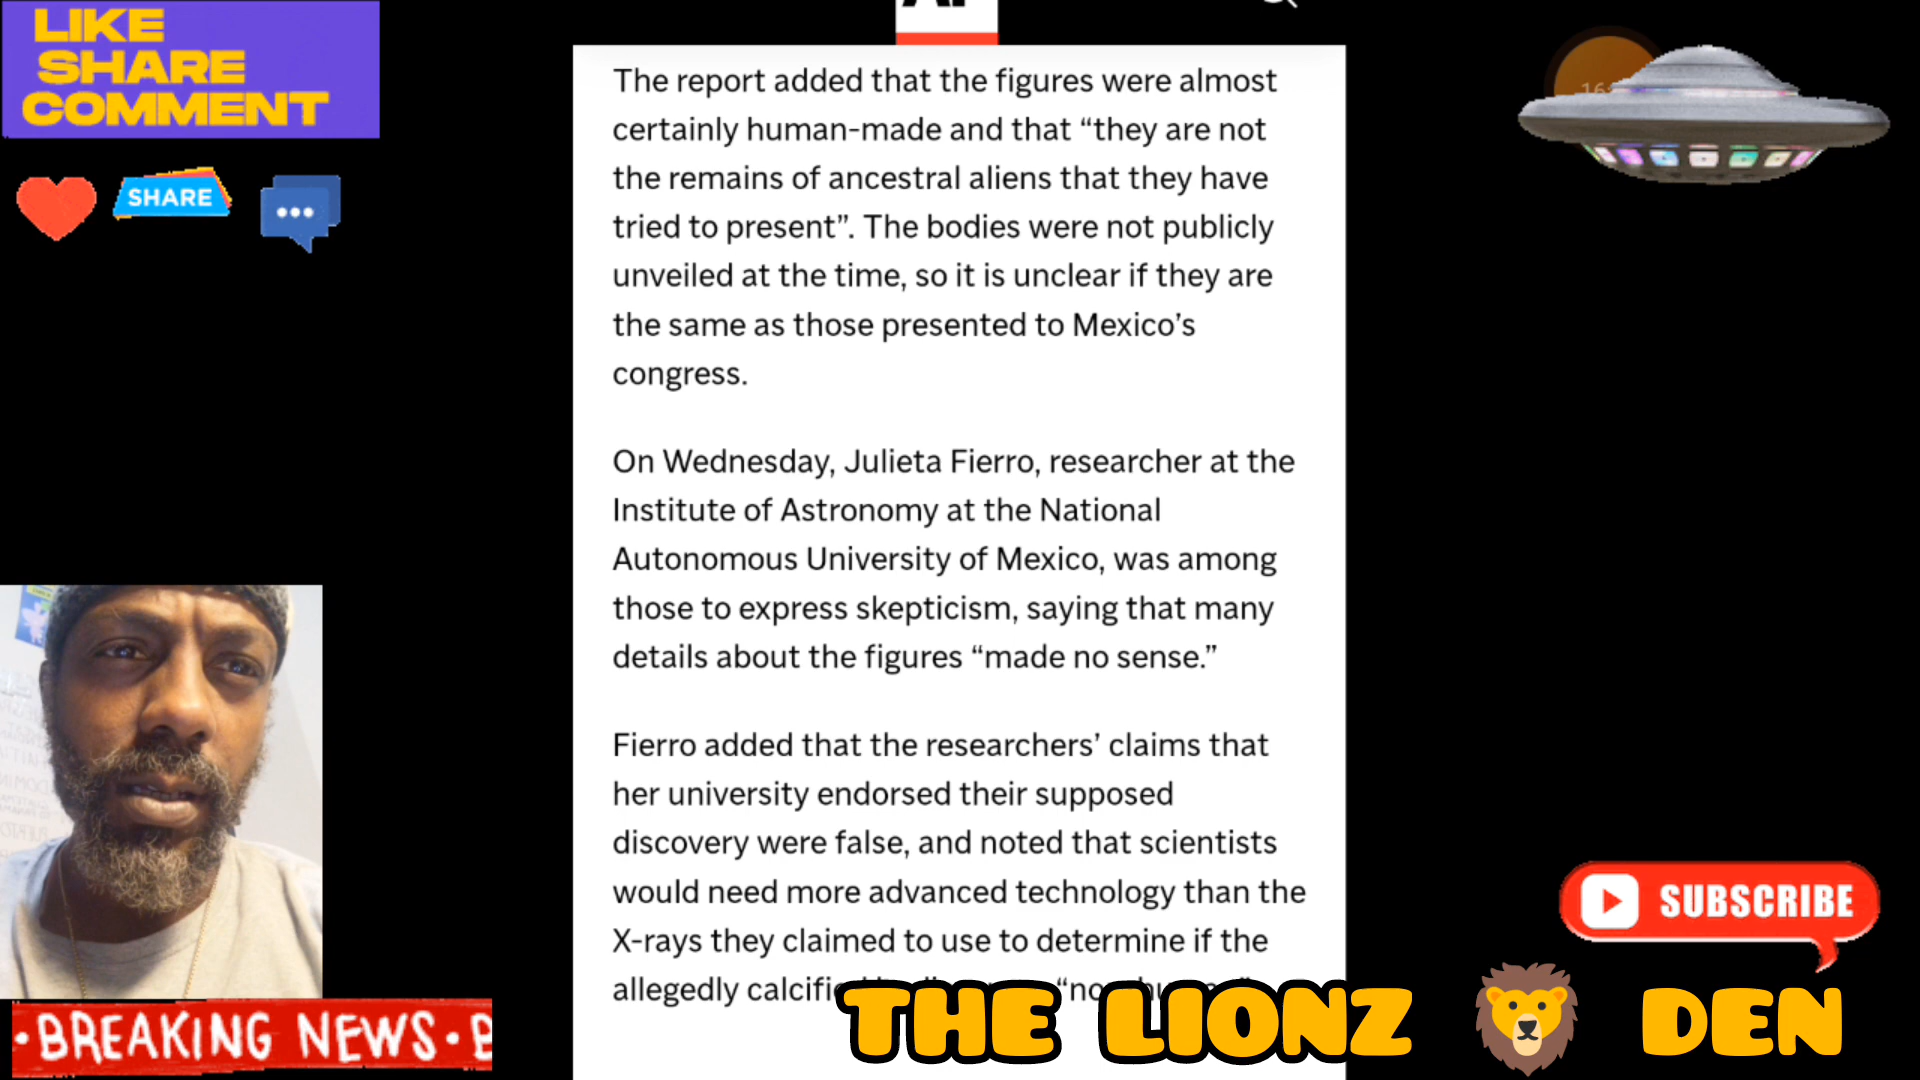 LIKE
SHARE
COMMENT
SHARE
The report added that the figures were almost
certainly human-made and that “they are not
the remains of ancestral aliens that they have
tried to present”. The bodies were not publicly
unveiled at the time, so it is unclear if they are
the same as those presented to Mexico’s
congress.
On Wednesday, Julieta Fierro, researcher at the
Institute of Astronomy at the National
Autonomous University of Mexico, was among
those to express skepticism, saying that many
details about the figures “made no sense.”
Fierro added that the researchers’ claims that
her university endorsed their supposed
discovery were false, and noted that scientists
would need more advanced technology than the
X-rays they claimed to use to determine if the
allegedly
SUBSCRIBE
THE LIONZ DEN
•BREAKING NEWS•